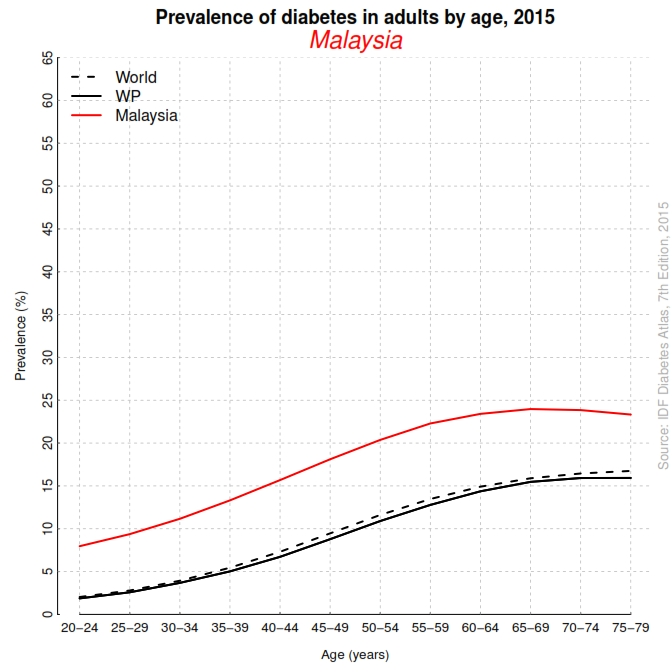 Prevalence of diabetes in adults by age, 2015
Malaysia
World
WP
Malaysia
Prevalence (%)
65
60
55
50
45
40
35
30
25
20
15
10
5
0
20–24 25–29 30–34 35–39 40–44 45–49 50–54 55–59 60–64 65–69 70–74 75–79
Age (years)
Source: IDF Diabetes Atlas, 7th Edition, 2015